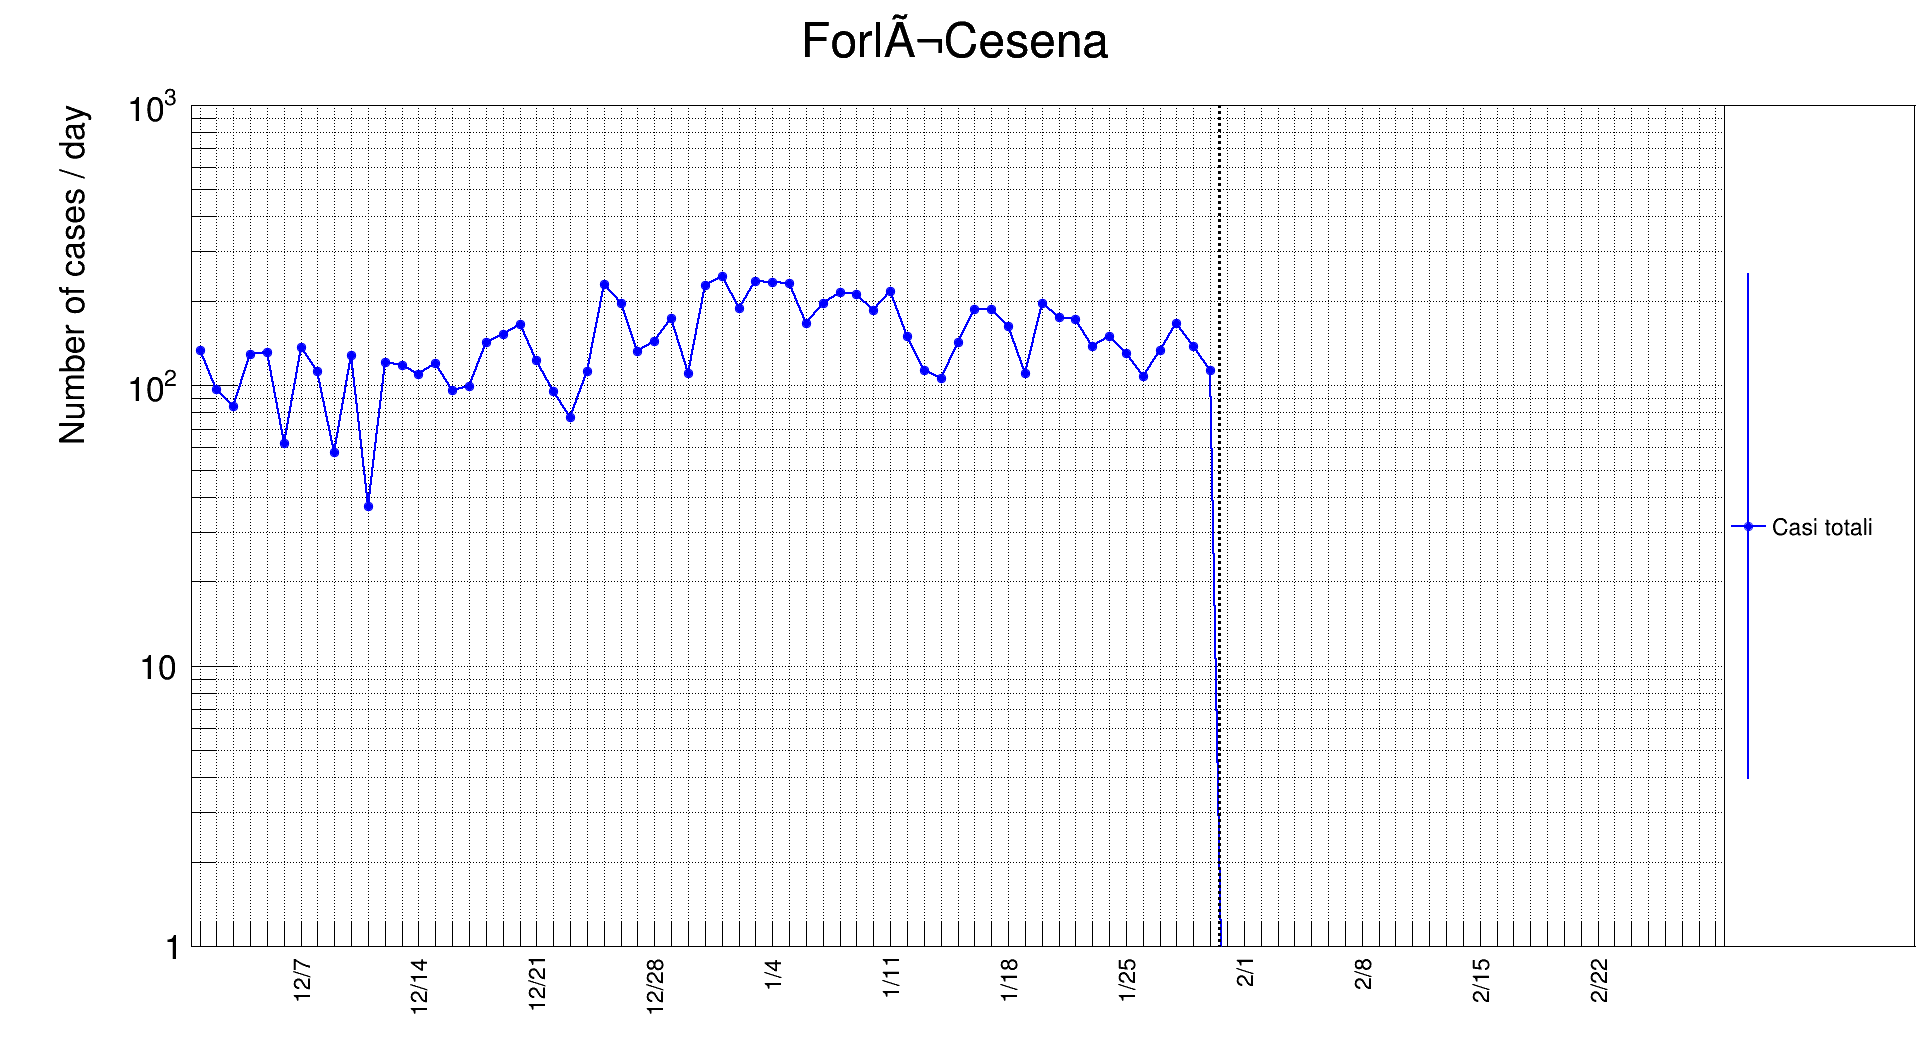 ForlÃ¬Cesena
Number of cases / day
10³
10²
10
1
12/7 12/14 12/21 12/28 1/4 1/11 1/18 1/25 2/1 2/8 2/15 2/22
Casi totali